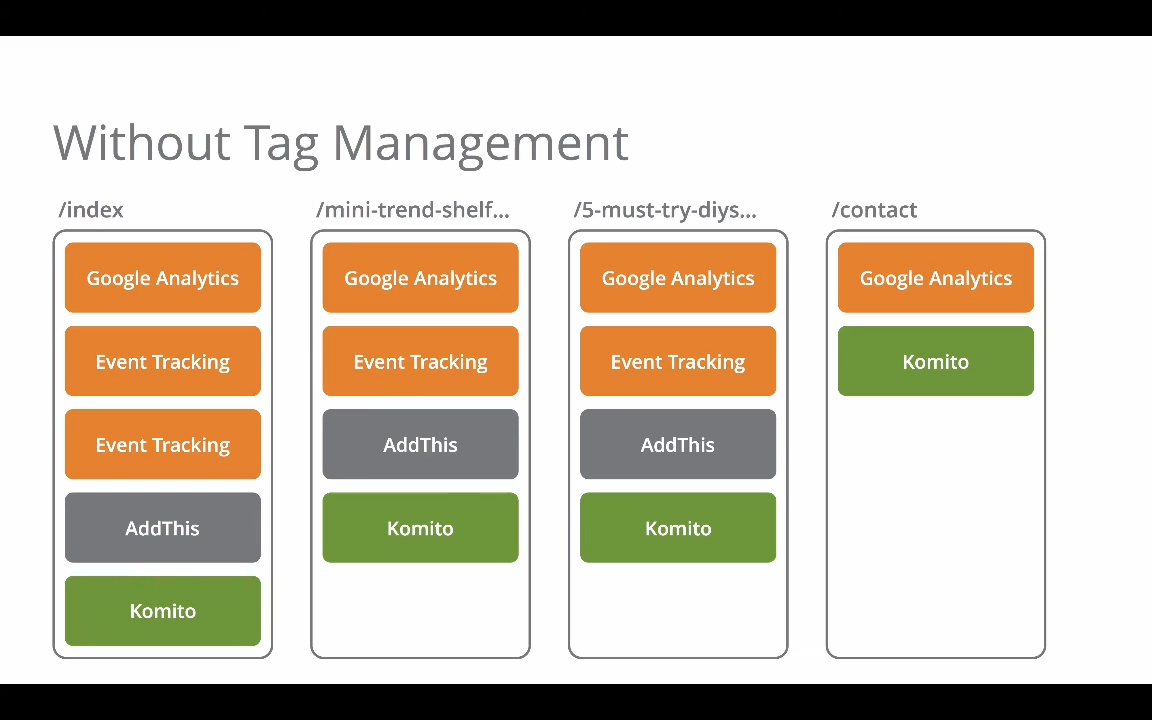 Without Tag Management
/index
Google Analytics
Event Tracking
Event Tracking
AddThis
Komito
/mini-trend-shelf...
Google Analytics
Event Tracking
AddThis
Komito
/5-must-try-diys...
Google Analytics
Event Tracking
AddThis
Komito
/contact
Google Analytics
Komito